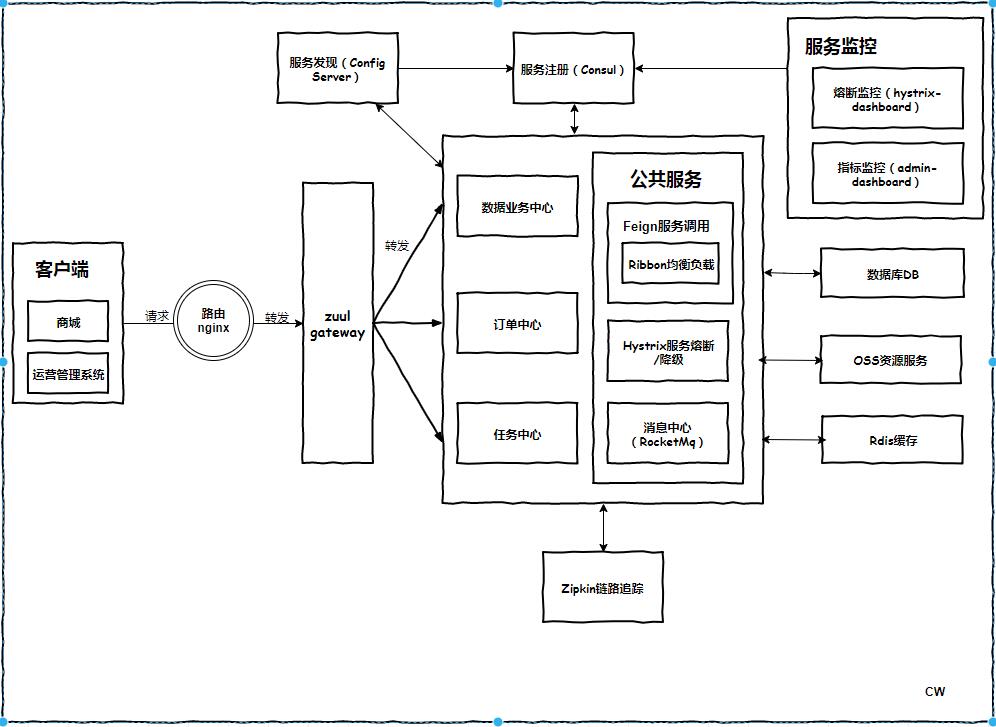 服务发现（Config
Server）
服务注册（Consul）
服务监控
熔断监控（hystrix-
dashboard）
指标监控（admin-
dashboard）
客户端
商城
运营管理系统
请求
路由
nginx
转发
zuul
gateway
转发
数据业务中心
订单中心
任务中心
公共服务
Feign服务调用
Ribbon均衡负载
Hystrix服务熔断
/降级
消息中心
（RocketMq）
数据库DB
OSS资源服务
Rdis缓存
Zipkin链路追踪
CW